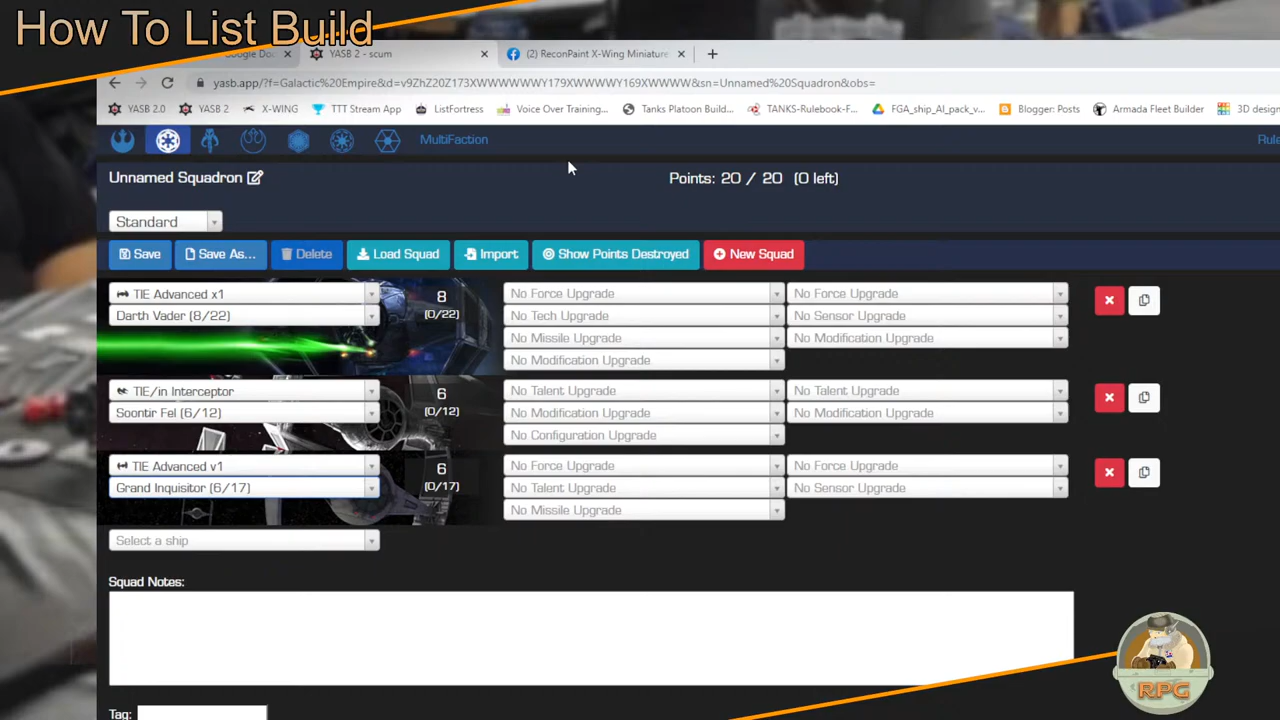 How To List Build
Google Doc
YASB 2 - scum
(2) ReconPaint X-Wing Miniature
yasb.app/?f=Galactic%20Empire&d=v9ZhZ20Z173XWWWWWWY179XWWWWY169XWWWW&sn=Unnamed%20Squadron&obs=
YASB 2.0 YASB 2 X-WING TTT Stream App ListFortress Voice Over Training... Tanks Platoon Build... TANKS-Rulebook-F... FGA_ship_AI_pack_v... Blogger: Posts Armada Fleet Builder 3D design
MultiFaction Rule
Unnamed Squadron Points: 20 / 20 (0 left)
Standard
Save Save As... Delete Load Squad Import Show Points Destroyed New Squad
TIE Advanced x1 8 No Force Upgrade No Force Upgrade
Darth Vader (8/22) (0/22) No Tech Upgrade No Sensor Upgrade
No Missile Upgrade No Modification Upgrade
No Modification Upgrade
TIE/in Interceptor 6 No Talent Upgrade No Talent Upgrade
Soontir Fel (6/12) (0/12) No Modification Upgrade No Modification Upgrade
No Configuration Upgrade
TIE Advanced v1 6 No Force Upgrade No Force Upgrade
Grand Inquisitor (6/17) (0/17) No Talent Upgrade No Sensor Upgrade
No Missile Upgrade
Select a ship
Squad Notes:
RPG
Tag: